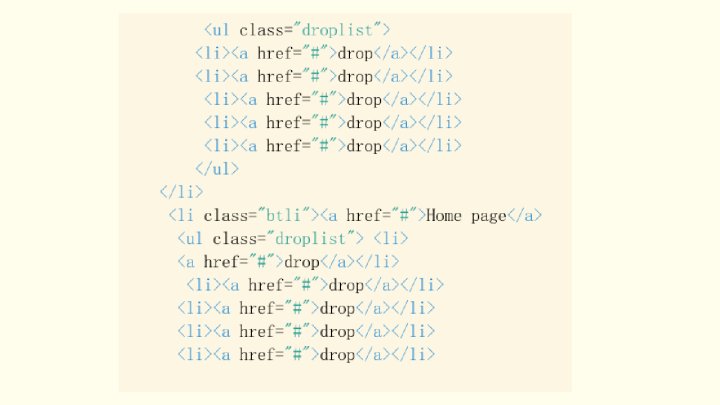 <ul class="droplist">
<li><a href="#">drop</a></li>
<li><a href="#">drop</a></li>
<li><a href="#">drop</a></li>
<li><a href="#">drop</a></li>
<li><a href="#">drop</a></li>
</ul>
</li>
<li class="btli"><a href="#">Home page</a>
<ul class="droplist"> <li>
<a href="#">drop</a></li>
<li><a href="#">drop</a></li>
<li><a href="#">drop</a></li>
<li><a href="#">drop</a></li>
<li><a href="#">drop</a></li>